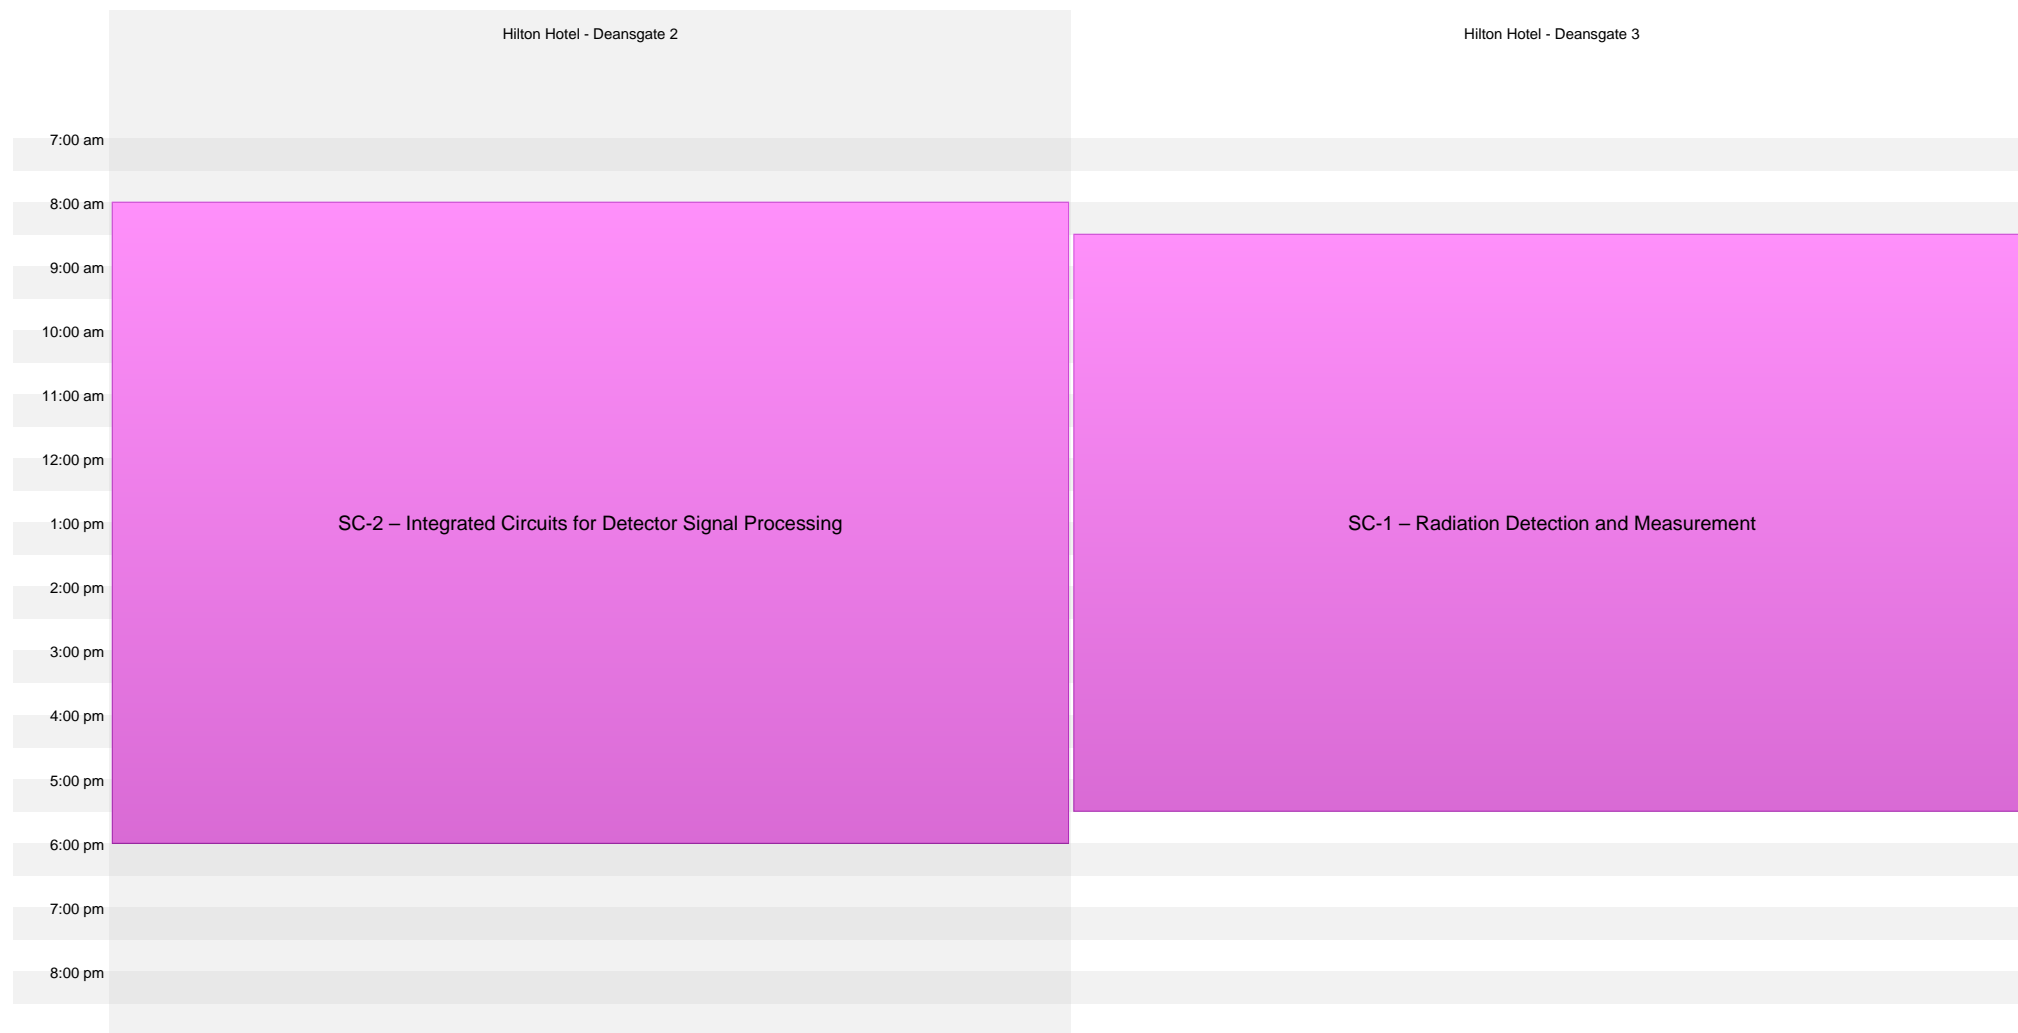 Hilton Hotel - Deansgate 2
Hilton Hotel - Deansgate 3
7:00 am
8:00 am
9:00 am
10:00 am
11:00 am
12:00 pm
1:00 pm
SC-2 – Integrated Circuits for Detector Signal Processing
SC-1 – Radiation Detection and Measurement
2:00 pm
3:00 pm
4:00 pm
5:00 pm
6:00 pm
7:00 pm
8:00 pm